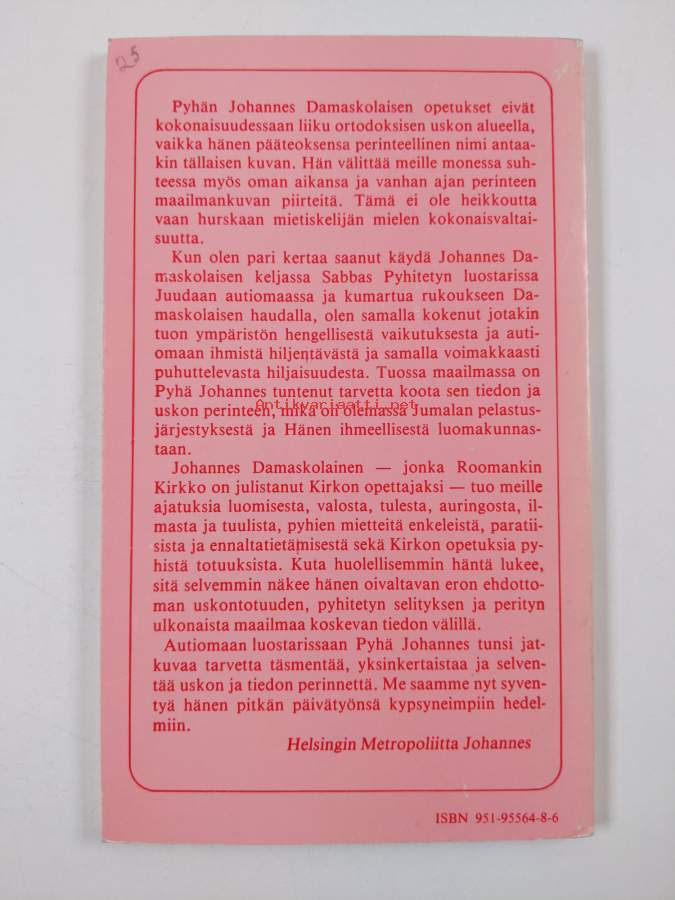 25
Pyhän Johannes Damaskolaisen opetukset eivät
kokonaisuudessaan liiku ortodoksisen uskon alueella,
vaikka hänen pääteoksensa perinteellinen nimi antaa-
kin tällaisen kuvan. Hän välittää meille monessa suh-
teessa myös oman aikansa ja vanhan ajan perinteen
maailmankuvan piirteitä. Tämä ei ole heikkoutta
vaan hurskaan mietiskelijän mielen kokonaisvaltai-
suutta.
Kun olen pari kertaa saanut käydä Johannes Da-
maskolaisen keljassa Sabbas Pyhitetyn luostarissa
Juudaan autiomaassa ja kumartua rukoukseen Da-
maskolaisen haudalla, olen samalla kokenut jotakin
tuon ympäristön hengellisestä vaikutuksesta ja auti-
omaan ihmistä hiljentävästä ja samalla voimakkaasti
puhuttelevasta hiljaisuudesta. Tuossa maailmassa on
Pyhä Johannes tuntenut tarvetta koota sen tiedon ja
Antikvariaatti.net
uskon perinteen, mikä on olemassa Jumalan pelastus-
järjestyksestä ja Hänen ihmeellisestä luomakunnas-
taan.
Johannes Damaskolainen — jonka Roomankin
Kirkko on julistanut Kirkon opettajaksi — tuo meille
ajatuksia luomisesta, valosta, tulesta, auringosta, il-
masta ja tuulista, pyhien mietteitä enkeleistä, paratii-
sista ja ennaltatietämisestä sekä Kirkon opetuksia py-
histä totuuksista. Kuta huolellisemmin häntä lukee,
sitä selvemmin näkee hänen oivaltavan eron ehdotto-
man uskontotuuden, pyhitetyn selityksen ja perityn
ulkonaista maailmaa koskevan tiedon välillä.
Autiomaan luostarissaan Pyhä Johannes tunsi jat-
kuvaa tarvetta täsmentää, yksinkertaistaa ja selven-
tää uskon ja tiedon perinnettä. Me saamme nyt syven-
tyä hänen pitkän päivätyönsä kypsyneimpiin hedel-
miin.
Helsingin Metropoliitta Johannes
ISBN 951-95564-8-6